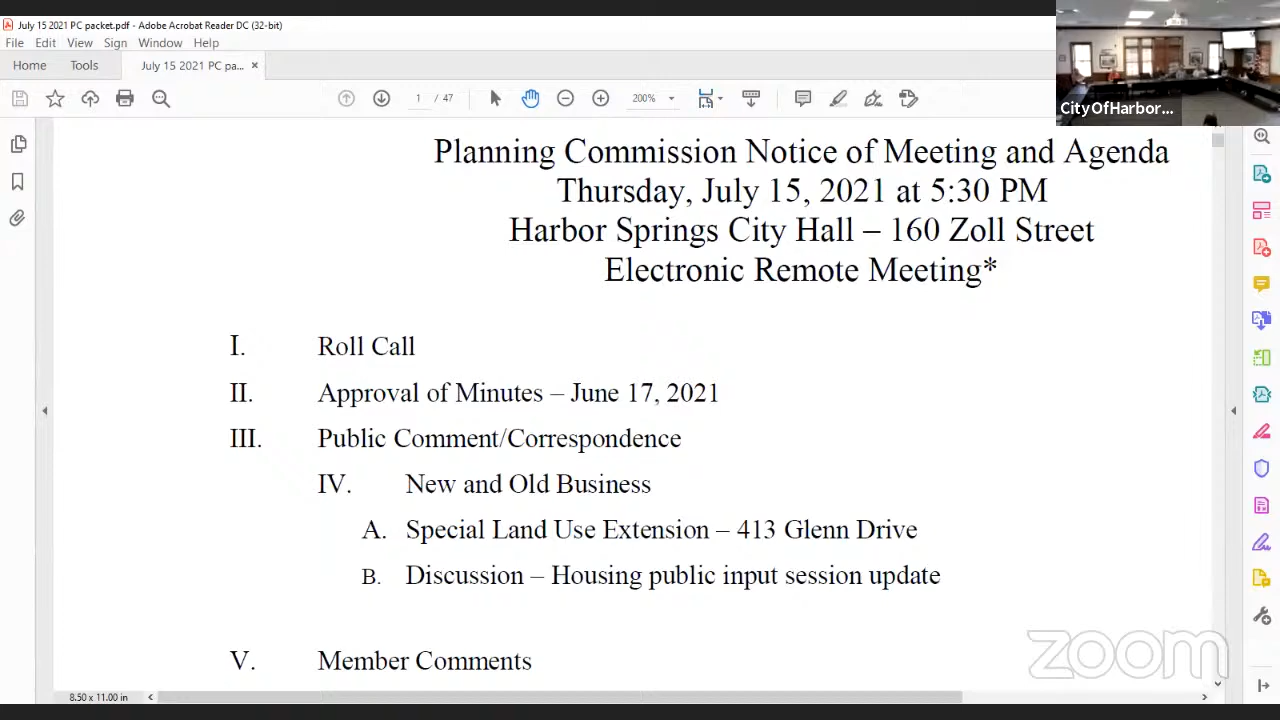 July 15 2021 PC packet.pdf - Adobe Acrobat Reader DC (32-bit)
File Edit View Sign Window Help
Home Tools July 15 2021 PC pa... ×
1 / 47 200%
CityOfHarbor...
Planning Commission Notice of Meeting and Agenda
Thursday, July 15, 2021 at 5:30 PM
Harbor Springs City Hall – 160 Zoll Street
Electronic Remote Meeting*
I. Roll Call
II. Approval of Minutes – June 17, 2021
III. Public Comment/Correspondence
IV. New and Old Business
A. Special Land Use Extension – 413 Glenn Drive
B. Discussion – Housing public input session update
V. Member Comments
zoom
8.50 x 11.00 in